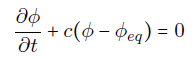 ∂ϕ/∂t + c(ϕ − ϕ_eq) = 0